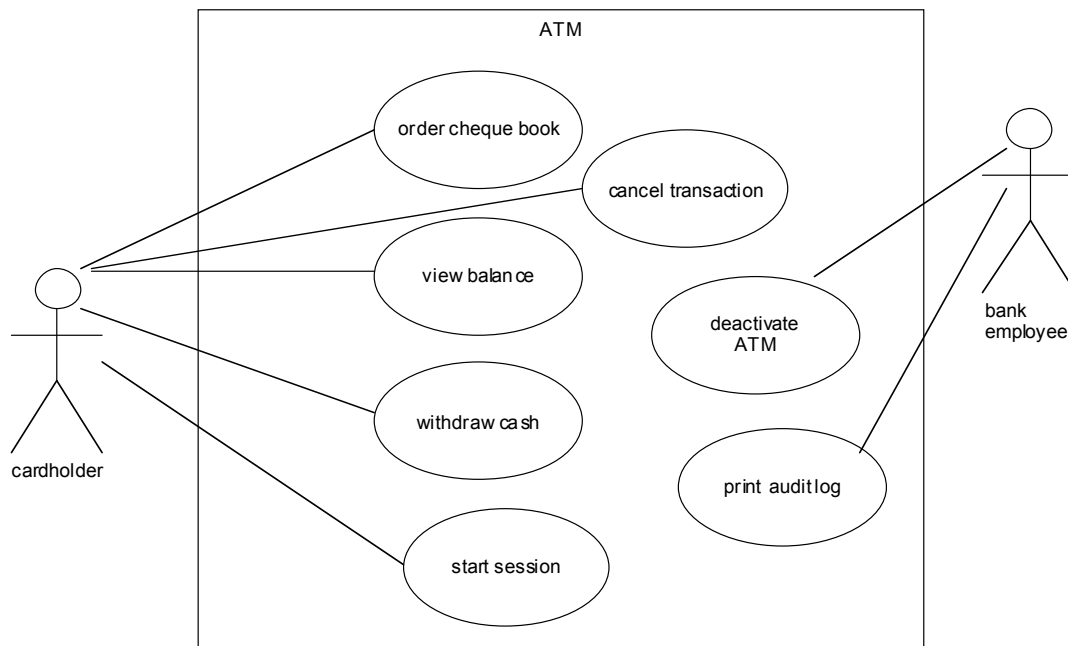 ATM
order cheque book
cancel transaction
view balance
deactivate
ATM
bank
employee
withdraw cash
cardholder
print audit log
start session